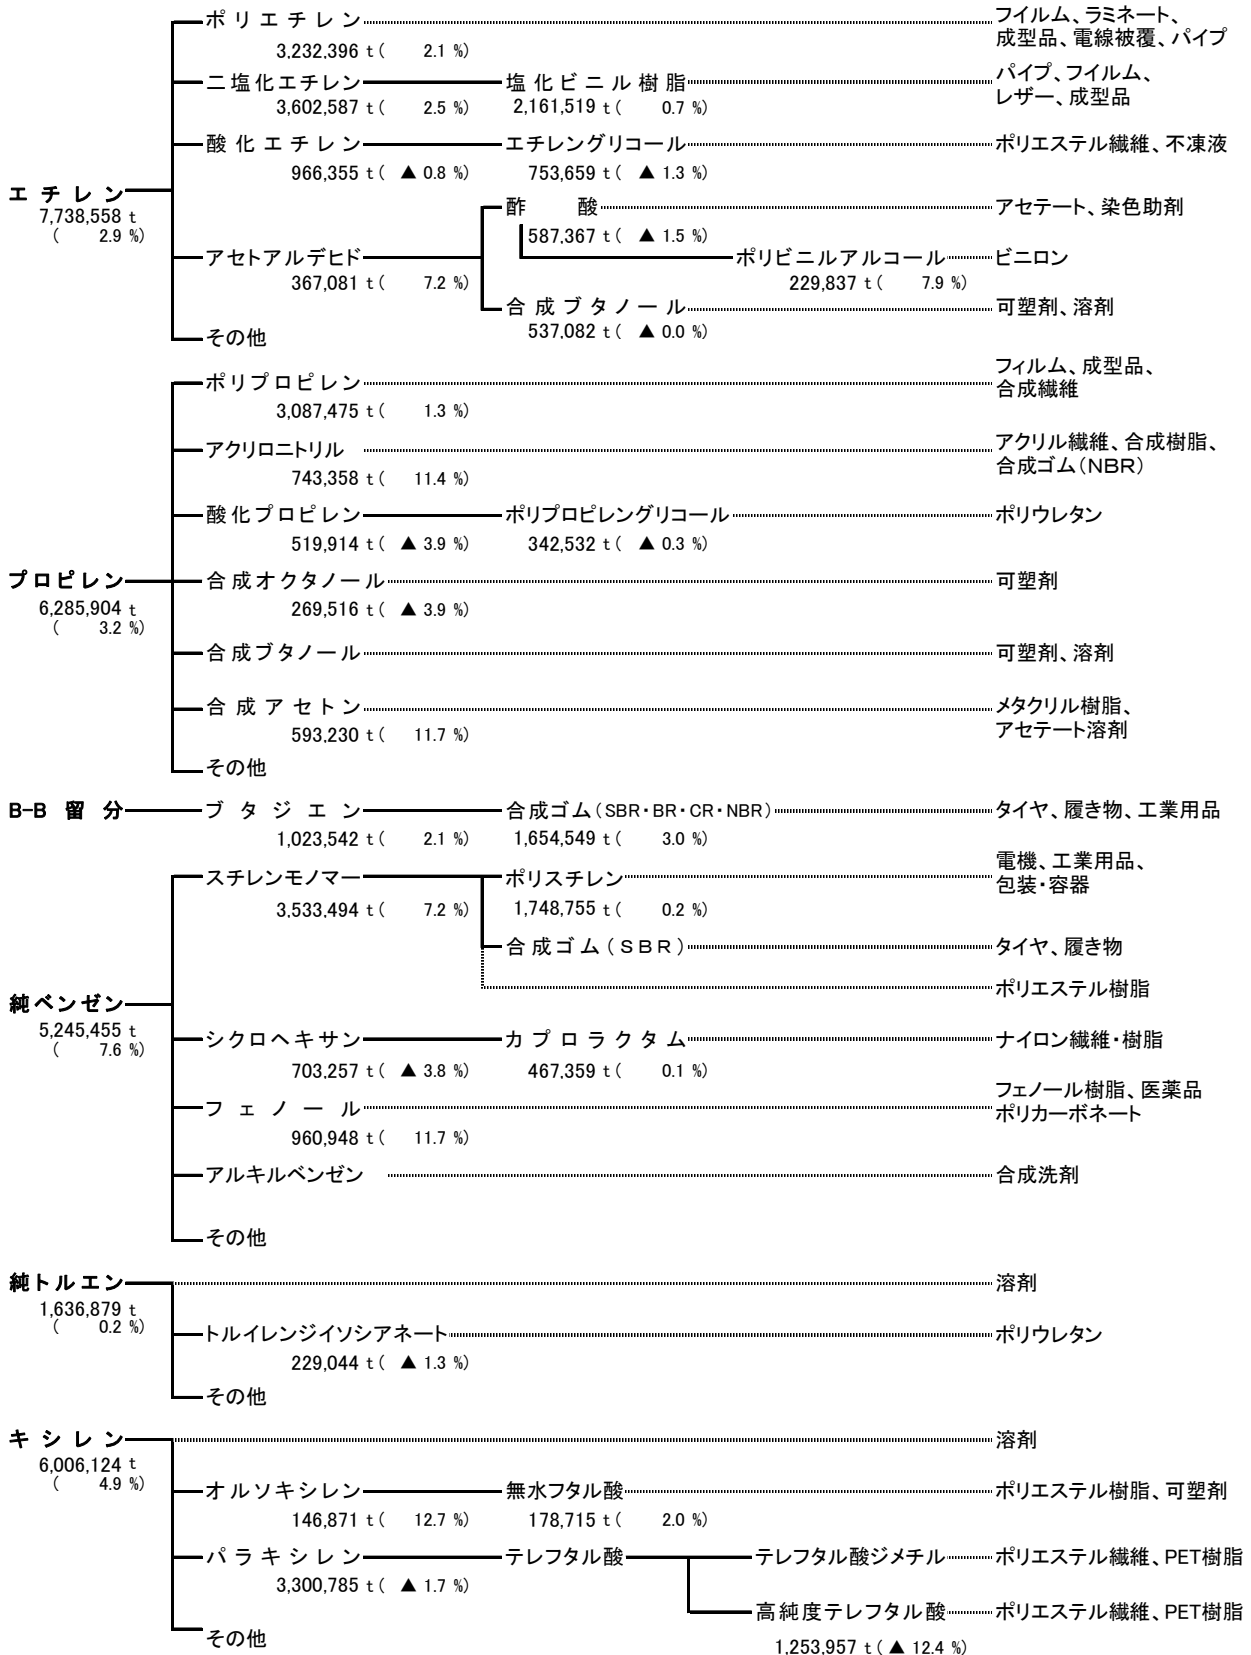 ポリエチレン フイルム、ラミネート、
成型品、電線被覆、パイプ
3,232,396 t ( 2.1 %)
二塩化エチレン 塩化ビニル樹脂 パイプ、フイルム、
レザー、成型品
3,602,587 t ( 2.5 %) 2,161,519 t ( 0.7 %)
酸化エチレン エチレングリコール ポリエステル繊維、不凍液
966,355 t ( ▲ 0.8 %) 753,659 t ( ▲ 1.3 %)
エチレン
7,738,558 t
( 2.9 %)
酢酸 アセテート、染色助剤
587,367 t ( ▲ 1.5 %)
アセトアルデヒド ポリビニルアルコール ビニロン
367,081 t ( 7.2 %) 229,837 t ( 7.9 %)
合成ブタノール 可塑剤、溶剤
537,082 t ( ▲ 0.0 %)
その他
ポリプロピレン フィルム、成型品、
合成繊維
3,087,475 t ( 1.3 %)
アクリロニトリル アクリル繊維、合成樹脂、
合成ゴム(NBR)
743,358 t ( 11.4 %)
酸化プロピレン ポリプロピレングリコール ポリウレタン
519,914 t ( ▲ 3.9 %) 342,532 t ( ▲ 0.3 %)
プロピレン 合成オクタノール 可塑剤
6,285,904 t
( 3.2 %)
269,516 t ( ▲ 3.9 %)
合成ブタノール 可塑剤、溶剤
合成アセトン メタクリル樹脂、
アセテート溶剤
593,230 t ( 11.7 %)
その他
B-B 留分 ブタジエン 合成ゴム(SBR・BR・CR・NBR) タイヤ、履き物、工業用品
1,023,542 t ( 2.1 %) 1,654,549 t ( 3.0 %)
スチレンモノマー ポリスチレン 電機、工業用品、
包装・容器
3,533,494 t ( 7.2 %) 1,748,755 t ( 0.2 %)
合成ゴム(SBR) タイヤ、履き物
ポリエステル樹脂
純ベンゼン
5,245,455 t
( 7.6 %)
シクロヘキサン カプロラクタム ナイロン繊維・樹脂
703,257 t ( ▲ 3.8 %) 467,359 t ( 0.1 %)
フェノール フェノール樹脂、医薬品
ポリカーボネート
960,948 t ( 11.7 %)
アルキルベンゼン 合成洗剤
その他
純トルエン 溶剤
1,636,879 t
( 0.2 %)
トルイレンジイソシアネート ポリウレタン
229,044 t ( ▲ 1.3 %)
その他
キシレン 溶剤
6,006,124 t
( 4.9 %)
オルソキシレン 無水フタル酸 ポリエステル樹脂、可塑剤
146,871 t ( 12.7 %) 178,715 t ( 2.0 %)
パラキシレン テレフタル酸 テレフタル酸ジメチル ポリエステル繊維、PET樹脂
3,300,785 t ( ▲ 1.7 %)
高純度テレフタル酸 ポリエステル繊維、PET樹脂
その他
1,253,957 t ( ▲ 12.4 %)